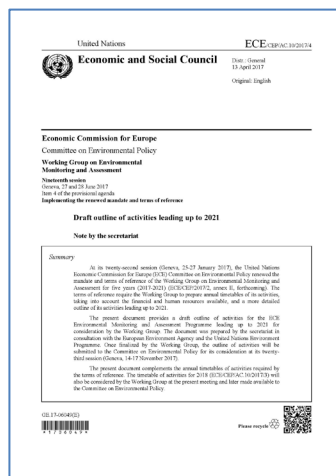 United Nations
ECE/CEP/AC.10/2017/4
Economic and Social Council
Distr.: General
13 April 2017
Original: English
Economic Commission for Europe
Committee on Environmental Policy
Working Group on Environmental
Monitoring and Assessment
Nineteenth session
Geneva, 27 and 28 June 2017
Item 4 of the provisional agenda
Implementing the renewed mandate and terms of reference
Draft outline of activities leading up to 2021
Note by the secretariat
Summary
At its twenty-second session (Geneva, 25-27 January 2017), the United Nations
Economic Commission for Europe (ECE) Committee on Environmental Policy renewed the
mandate and terms of reference of the Working Group on Environmental Monitoring and
Assessment for five years (2017-2021) (ECE/CEP/2017/2, annex II, forthcoming). The
terms of reference require the Working Group to prepare annual timetables of its activities,
taking into account the financial and human resources available, and a more detailed
outline of its activities leading up to 2021.
The present document provides a draft outline of activities for the ECE
Environmental Monitoring and Assessment Programme leading up to 2021 for
consideration by the Working Group. The document was prepared by the secretariat in
consultation with the European Environment Agency and the United Nations Environment
Programme. Once finalized by the Working Group, the outline of activities will be
submitted to the Committee on Environmental Policy for its consideration at its twenty-
third session (Geneva, 14-17 November 2017).
The present document complements the annual timetables of activities required by
the terms of reference. The timetable of activities for 2018 (ECE/CEP/AC.10/2017/3) will
also be considered by the Working Group at the present meeting and later made available to
the Committee on Environmental Policy.
GE.17-06049(E)
Please recycle